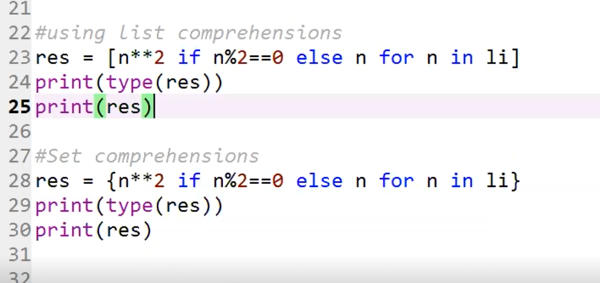 21
22 #using list comprehensions
23 res = [n**2 if n%2==0 else n for n in li]
24 print(type(res))
25 print(res)
26
27 #Set comprehensions
28 res = {n**2 if n%2==0 else n for n in li}
29 print(type(res))
30 print(res)
31
32